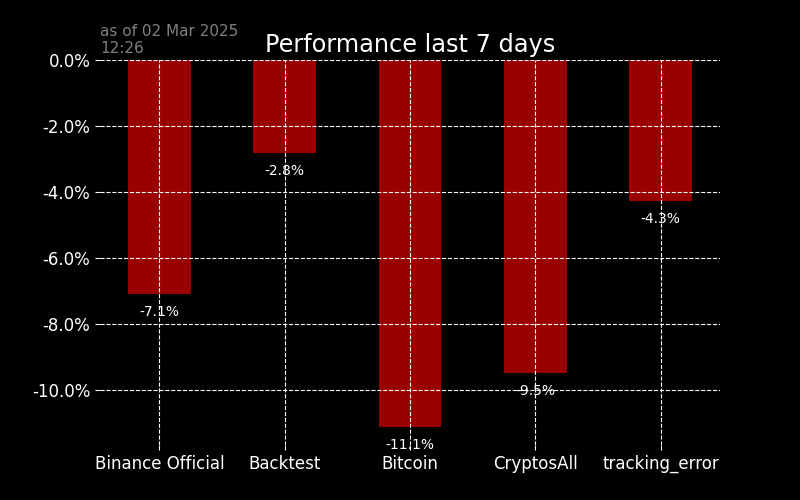 as of 02 Mar 2025
12:26
Performance last 7 days
0.0%
-2.0%
-4.0%
-6.0%
-8.0%
-10.0%
-7.1%
-2.8%
-11.1%
-9.5%
-4.3%
Binance Official
Backtest
Bitcoin
CryptosAll
tracking_error